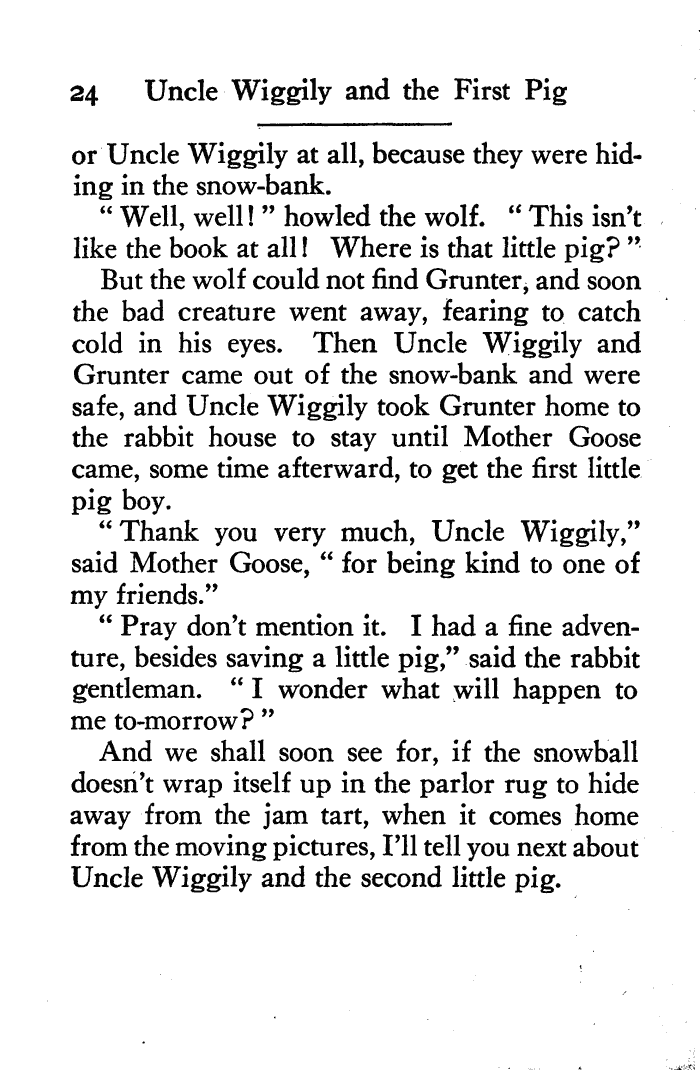 24 Uncle Wiggily and the First Pig
or Uncle Wiggily at all, because they were hid-
ing in the snow-bank.
“ Well, well! ” howled the wolf. “ This isn’t
like the book at all! Where is that little pig? ”
But the wolf could not find Grunter, and soon
the bad creature went away, fearing to catch
cold in his eyes. Then Uncle Wiggily and
Grunter came out of the snow-bank and were
safe, and Uncle Wiggily took Grunter home to
the rabbit house to stay until Mother Goose
came, some time afterward, to get the first little
pig boy.
“ Thank you very much, Uncle Wiggily,”
said Mother Goose, “ for being kind to one of
my friends.”
“ Pray don’t mention it. I had a fine adven-
ture, besides saving a little pig,” said the rabbit
gentleman. “ I wonder what will happen to
me to-morrow? ”
And we shall soon see for, if the snowball
doesn’t wrap itself up in the parlor rug to hide
away from the jam tart, when it comes home
from the moving pictures, I’ll tell you next about
Uncle Wiggily and the second little pig.